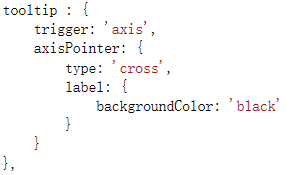 tooltip : {
    trigger: 'axis',
    axisPointer: {
        type: 'cross',
        label: {
            backgroundColor: 'black'
        }
    }
},